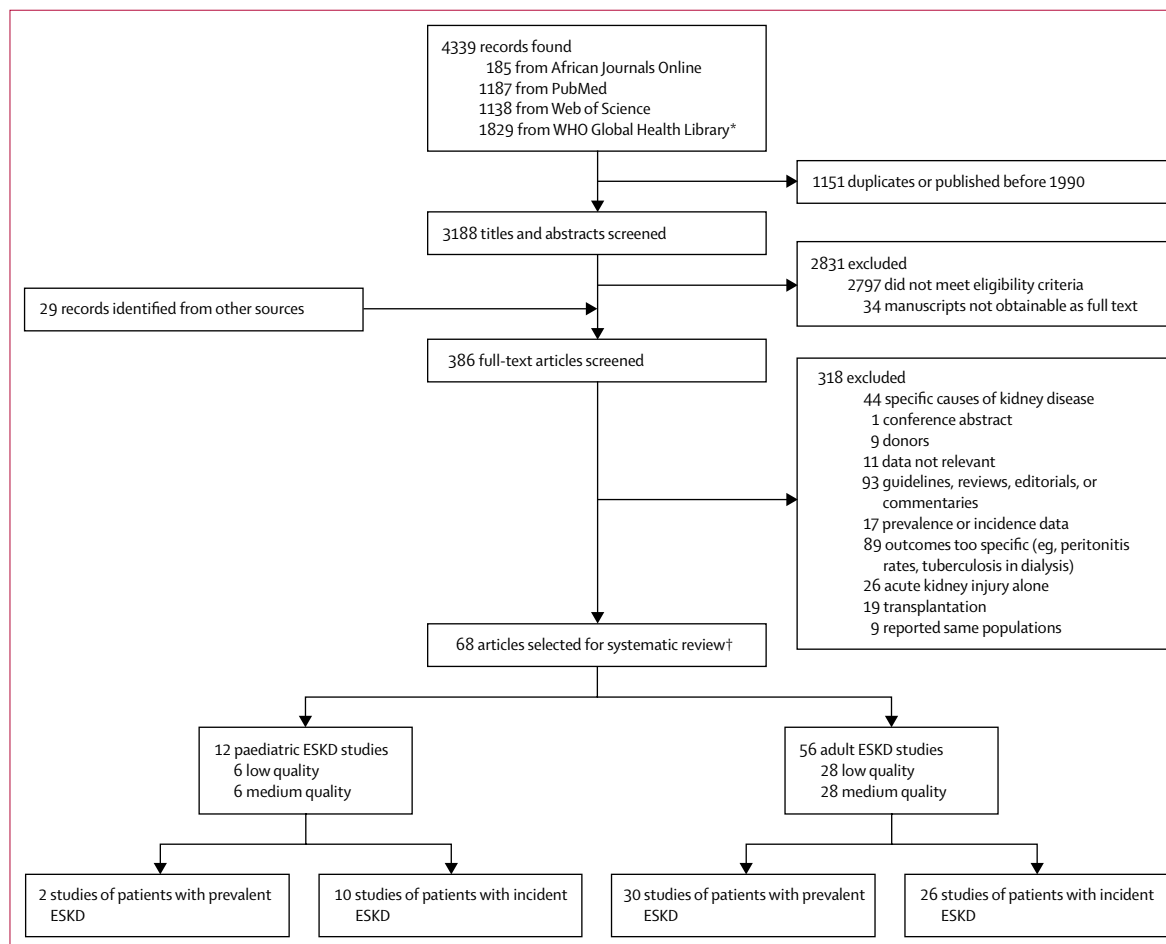 4339 records found
185 from African Journals Online
1187 from PubMed
1138 from Web of Science
1829 from WHO Global Health Library*
1151 duplicates or published before 1990
3188 titles and abstracts screened
2831 excluded
2797 did not meet eligibility criteria
34 manuscripts not obtainable as full text
29 records identified from other sources
386 full-text articles screened
318 excluded
44 specific causes of kidney disease
1 conference abstract
9 donors
11 data not relevant
93 guidelines, reviews, editorials, or
commentaries
17 prevalence or incidence data
89 outcomes too specific (eg, peritonitis
rates, tuberculosis in dialysis)
26 acute kidney injury alone
19 transplantation
9 reported same populations
68 articles selected for systematic review†
12 paediatric ESKD studies
6 low quality
6 medium quality
56 adult ESKD studies
28 low quality
28 medium quality
2 studies of patients with prevalent
ESKD
10 studies of patients with incident
ESKD
30 studies of patients with prevalent
ESKD
26 studies of patients with incident
ESKD